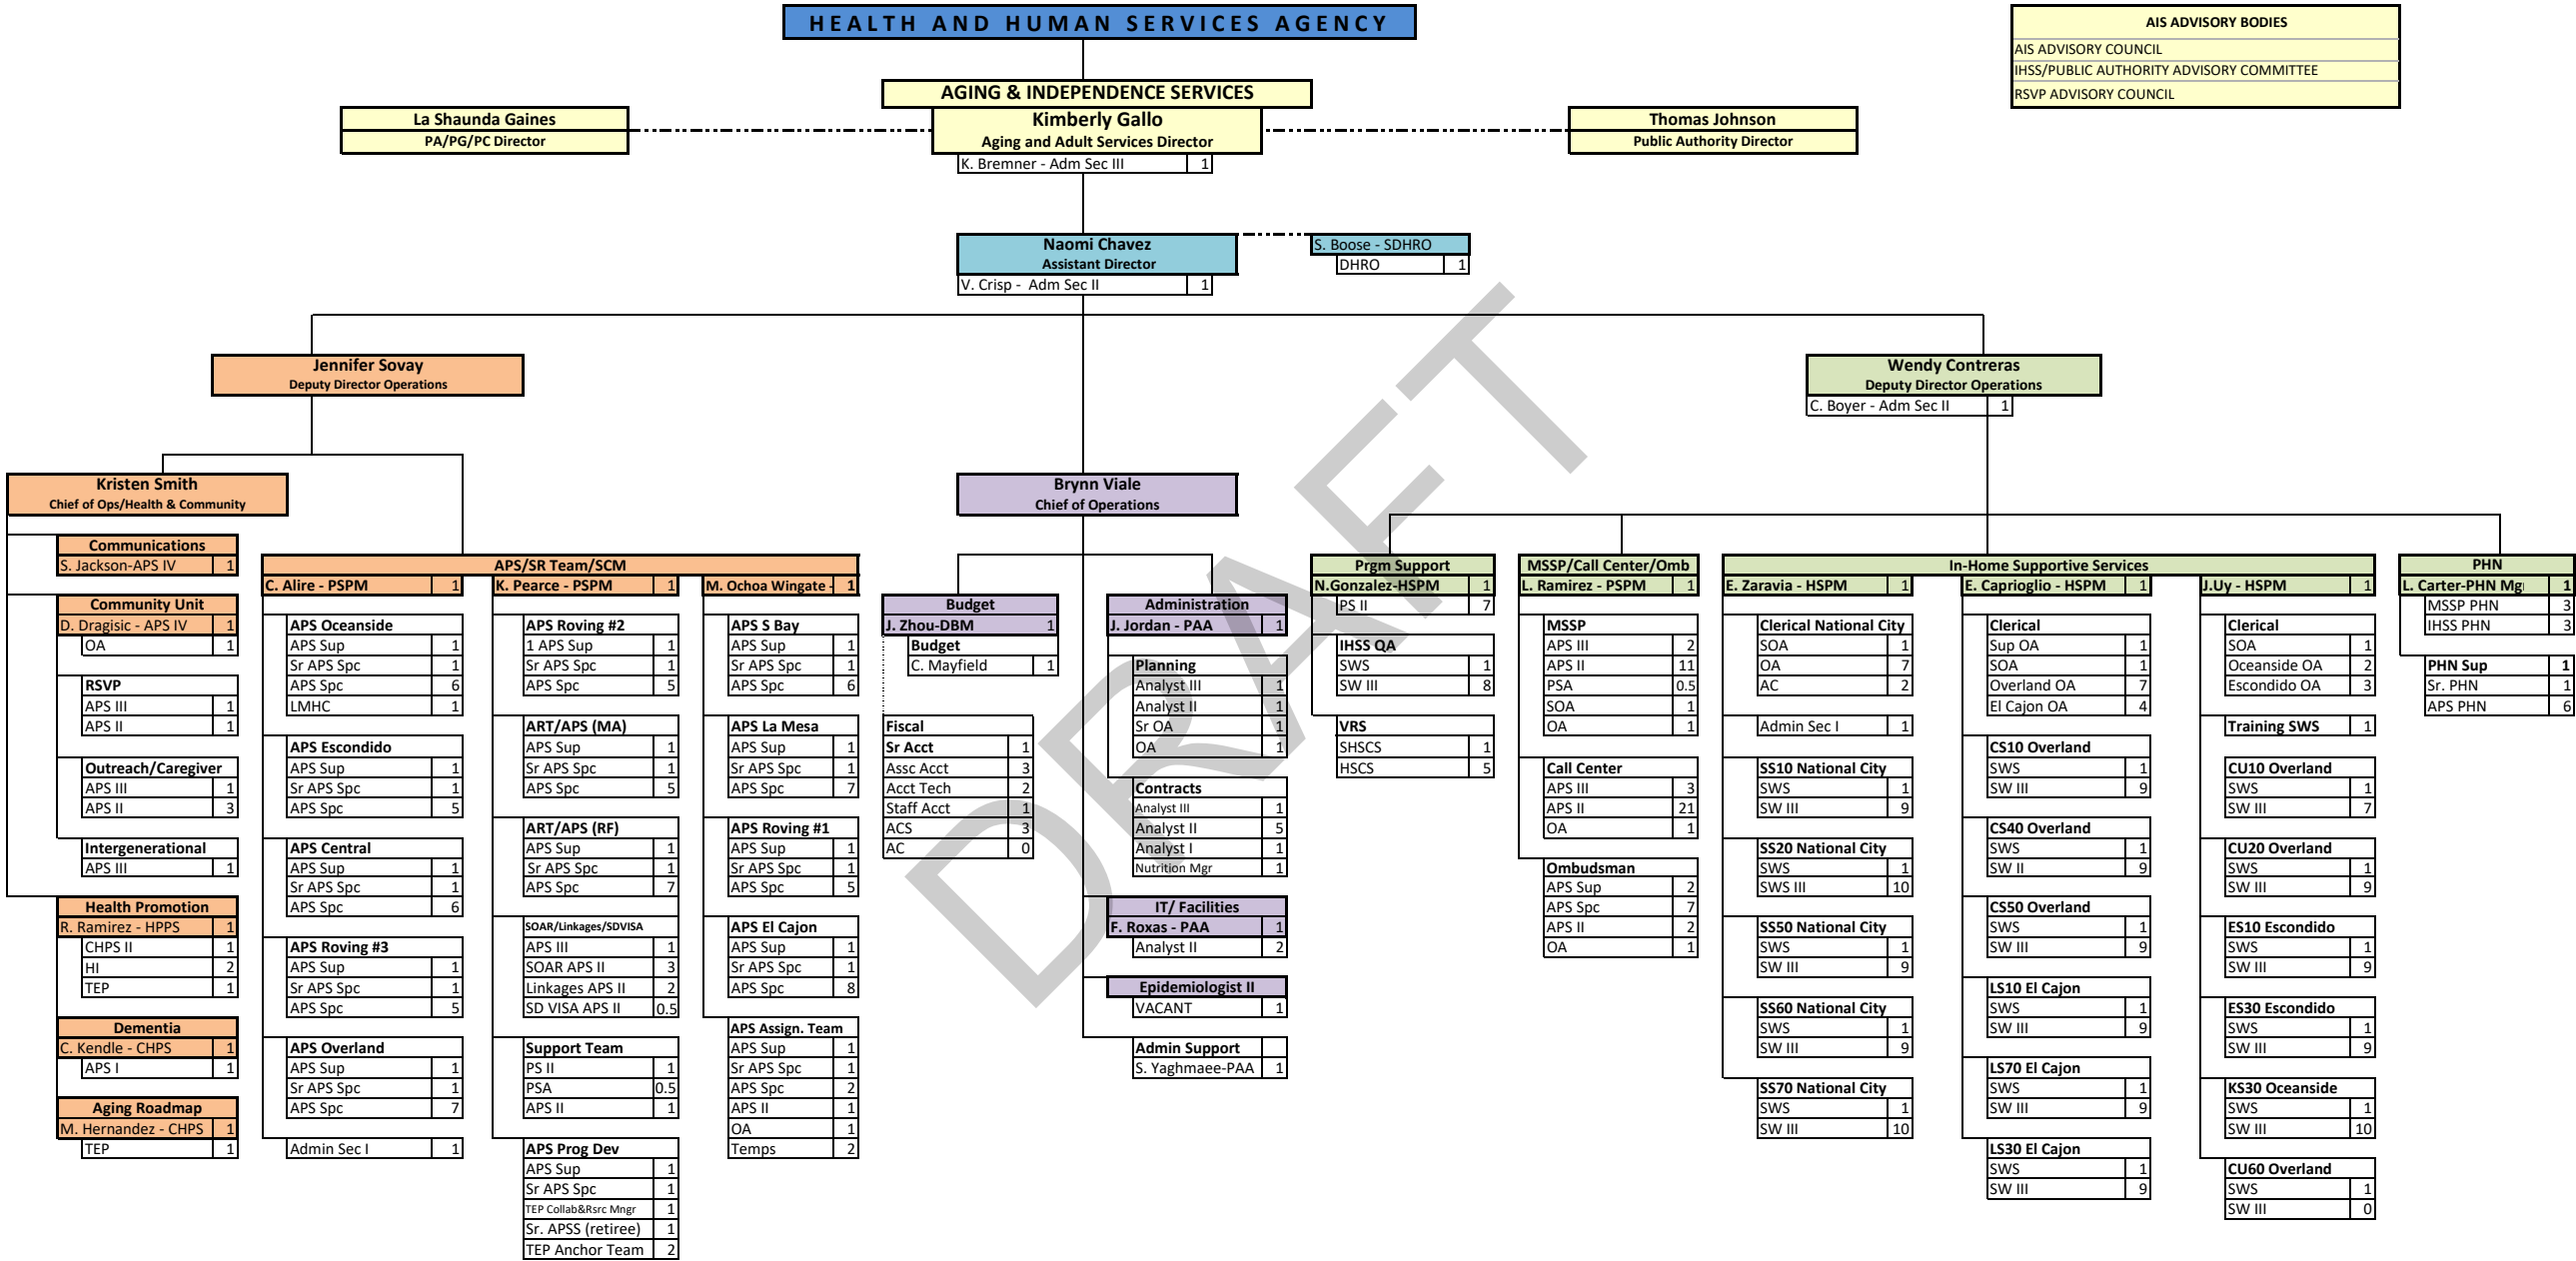 HEALTH AND HUMAN SERVICES AGENCY
AIS ADVISORY BODIES
AIS ADVISORY COUNCIL
IHSS/PUBLIC AUTHORITY ADVISORY COMMITTEE
RSVP ADVISORY COUNCIL
AGING & INDEPENDENCE SERVICES
La Shaunda Gaines
PA/PG/PC Director
Kimberly Gallo
Aging and Adult Services Director
K. Bremner - Adm Sec III 1
Thomas Johnson
Public Authority Director
Naomi Chavez
Assistant Director
V. Crisp - Adm Sec II 1
S. Boose - SDHRO
DHRO 1
Jennifer Sovay
Deputy Director Operations
Wendy Contreras
Deputy Director Operations
C. Boyer - Adm Sec II 1
Kristen Smith
Chief of Ops/Health & Community
Brynn Viale
Chief of Operations
Communications
S. Jackson-APS IV 1
Community Unit
D. Dragisic - APS IV 1
OA 1
RSVP
APS III 1
APS II 1
Outreach/Caregiver
APS III 1
APS II 3
Intergenerational
APS III 1
Health Promotion
R. Ramirez - HPPS 1
CHPS II 1
HI 2
TEP 1
Dementia
C. Kendle - CHPS 1
APS I 1
Aging Roadmap
M. Hernandez - CHPS 1
TEP 1
APS/SR Team/SCM
C. Alire - PSPM 1
APS Oceanside
APS Sup 1
Sr APS Spc 1
APS Spc 6
LMHC 1
APS Escondido
APS Sup 1
Sr APS Spc 1
APS Spc 5
APS Central
APS Sup 1
Sr APS Spc 1
APS Spc 6
APS Roving #3
APS Sup 1
Sr APS Spc 1
APS Spc 5
APS Overland
APS Sup 1
Sr APS Spc 1
APS Spc 7
Admin Sec I 1
K. Pearce - PSPM 1
APS Roving #2
1 APS Sup 1
Sr APS Spc 1
APS Spc 5
ART/APS (MA)
APS Sup 1
Sr APS Spc 1
APS Spc 5
ART/APS (RF)
APS Sup 1
Sr APS Spc 1
APS Spc 7
SOAR/Linkages/SDVISA
APS III 1
SOAR APS II 3
Linkages APS II 2
SD VISA APS II 0.5
Support Team
PS II 1
PSA 0.5
APS II 1
APS Prog Dev
APS Sup 1
Sr APS Spc 1
TEP Collab&Rsrc Mngr 1
Sr. APSS (retiree) 1
TEP Anchor Team 2
M. Ochoa Wingate - 1
APS S Bay
APS Sup 1
Sr APS Spc 1
APS Spc 6
APS La Mesa
APS Sup 1
Sr APS Spc 1
APS Spc 7
APS Roving #1
APS Sup 1
Sr APS Spc 1
APS Spc 5
APS El Cajon
APS Sup 1
Sr APS Spc 1
APS Spc 8
APS Assign. Team
APS Sup 1
Sr APS Spc 1
APS Spc 2
APS II 1
OA 1
Temps 2
Budget
J. Zhou-DBM 1
Budget
C. Mayfield 1
Fiscal
Sr Acct 1
Assc Acct 3
Acct Tech 2
Staff Acct 1
ACS 3
AC 0
Administration
J. Jordan - PAA 1
Planning
Analyst III 1
Analyst II 1
Sr OA 1
OA 1
Contracts
Analyst III 1
Analyst II 5
Analyst I 1
Nutrition Mgr 1
IT/ Facilities
F. Roxas - PAA 1
Analyst II 2
Epidemiologist II
VACANT 1
Admin Support
S. Yaghmaee-PAA 1
Prgm Support
N.Gonzalez-HSPM 1
PS II 7
IHSS QA
SWS 1
SW III 8
VRS
SHSCS 1
HSCS 5
MSSP/Call Center/Omb
L. Ramirez - PSPM 1
MSSP
APS III 2
APS II 11
PSA 0.5
SOA 1
OA 1
Call Center
APS III 3
APS II 21
OA 1
Ombudsman
APS Sup 2
APS Spc 7
APS II 2
OA 1
In-Home Supportive Services
E. Zaravia - HSPM 1
Clerical National City
SOA 1
OA 7
AC 2
Admin Sec I 1
SS10 National City
SWS 1
SW III 9
SS20 National City
SWS 1
SWS III 10
SS50 National City
SWS 1
SW III 9
SS60 National City
SWS 1
SW III 9
SS70 National City
SWS 1
SW III 10
E. Caprioglio - HSPM 1
Clerical
Sup OA 1
SOA 1
Overland OA 7
El Cajon OA 4
CS10 Overland
SWS 1
SW III 9
CS40 Overland
SWS 1
SW II 9
CS50 Overland
SWS 1
SW III 9
LS10 El Cajon
SWS 1
SW III 9
LS70 El Cajon
SWS 1
SW III 9
LS30 El Cajon
SWS 1
SW III 9
J.Uy - HSPM 1
Clerical
SOA 1
Oceanside OA 2
Escondido OA 3
Training SWS 1
CU10 Overland
SWS 1
SW III 7
CU20 Overland
SWS 1
SW III 9
ES10 Escondido
SWS 1
SW III 9
ES30 Escondido
SWS 1
SW III 9
KS30 Oceanside
SWS 1
SW III 10
CU60 Overland
SWS 1
SW III 0
PHN
L. Carter-PHN Mg 1
MSSP PHN 3
IHSS PHN 3
PHN Sup 1
Sr. PHN 1
APS PHN 6
DRAFT